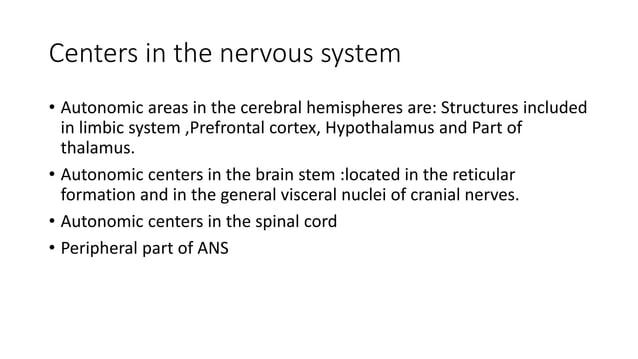 Centers in the nervous system
• Autonomic areas in the cerebral hemispheres are: Structures included
in limbic system ,Prefrontal cortex, Hypothalamus and Part of
thalamus.
• Autonomic centers in the brain stem :located in the reticular
formation and in the general visceral nuclei of cranial nerves.
• Autonomic centers in the spinal cord
• Peripheral part of ANS